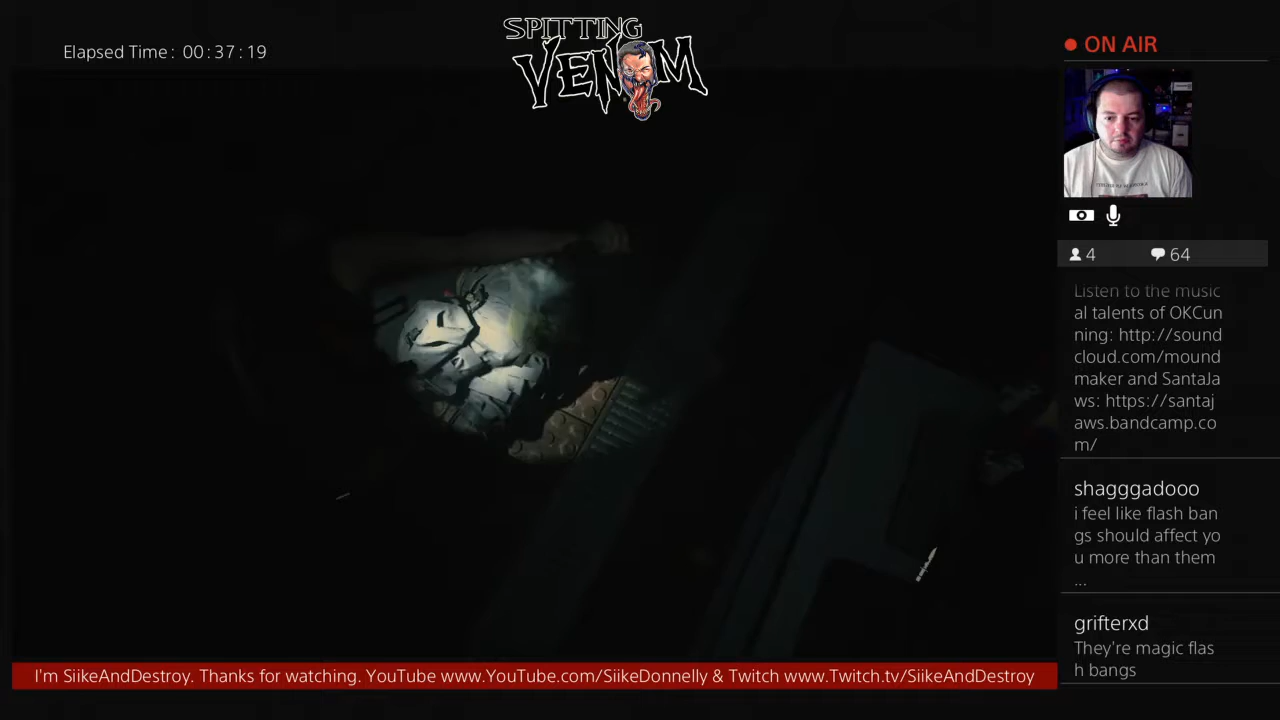 Elapsed Time: 00:37:19
SPITTING
VENOM
ON AIR
4
64
Listen to the music
al talents of OKCun
ning: http://sound
cloud.com/mound
maker and SantaJa
ws: https://santaj
aws.bandcamp.co
m/
shagggadooo
i feel like flash ban
gs should affect yo
u more than them
...
grifterxd
They're magic flas
h bangs
I'm SiikeAndDestroy. Thanks for watching. YouTube www.YouTube.com/SiikeDonnelly & Twitch www.Twitch.tv/SiikeAndDestroy